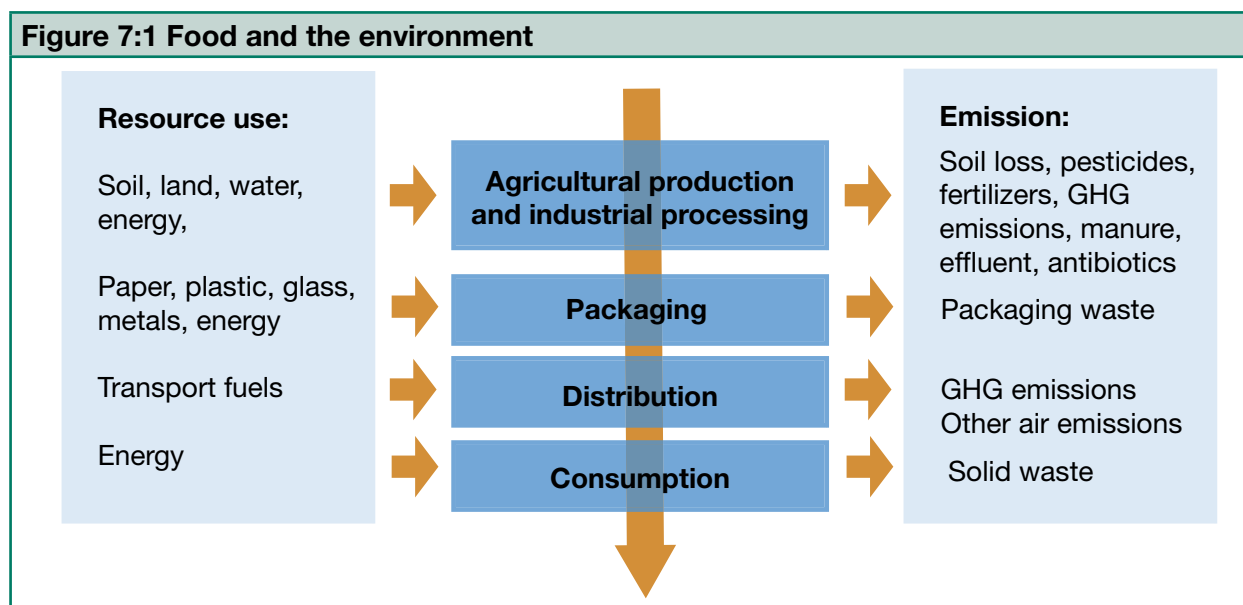 Figure 7:1 Food and the environment
Resource use:
Soil, land, water,
energy,
Paper, plastic, glass,
metals, energy
Transport fuels
Energy
Agricultural production
and industrial processing
Packaging
Distribution
Consumption
Emission:
Soil loss, pesticides,
fertilizers, GHG
emissions, manure,
effluent, antibiotics
Packaging waste
GHG emissions
Other air emissions
Solid waste